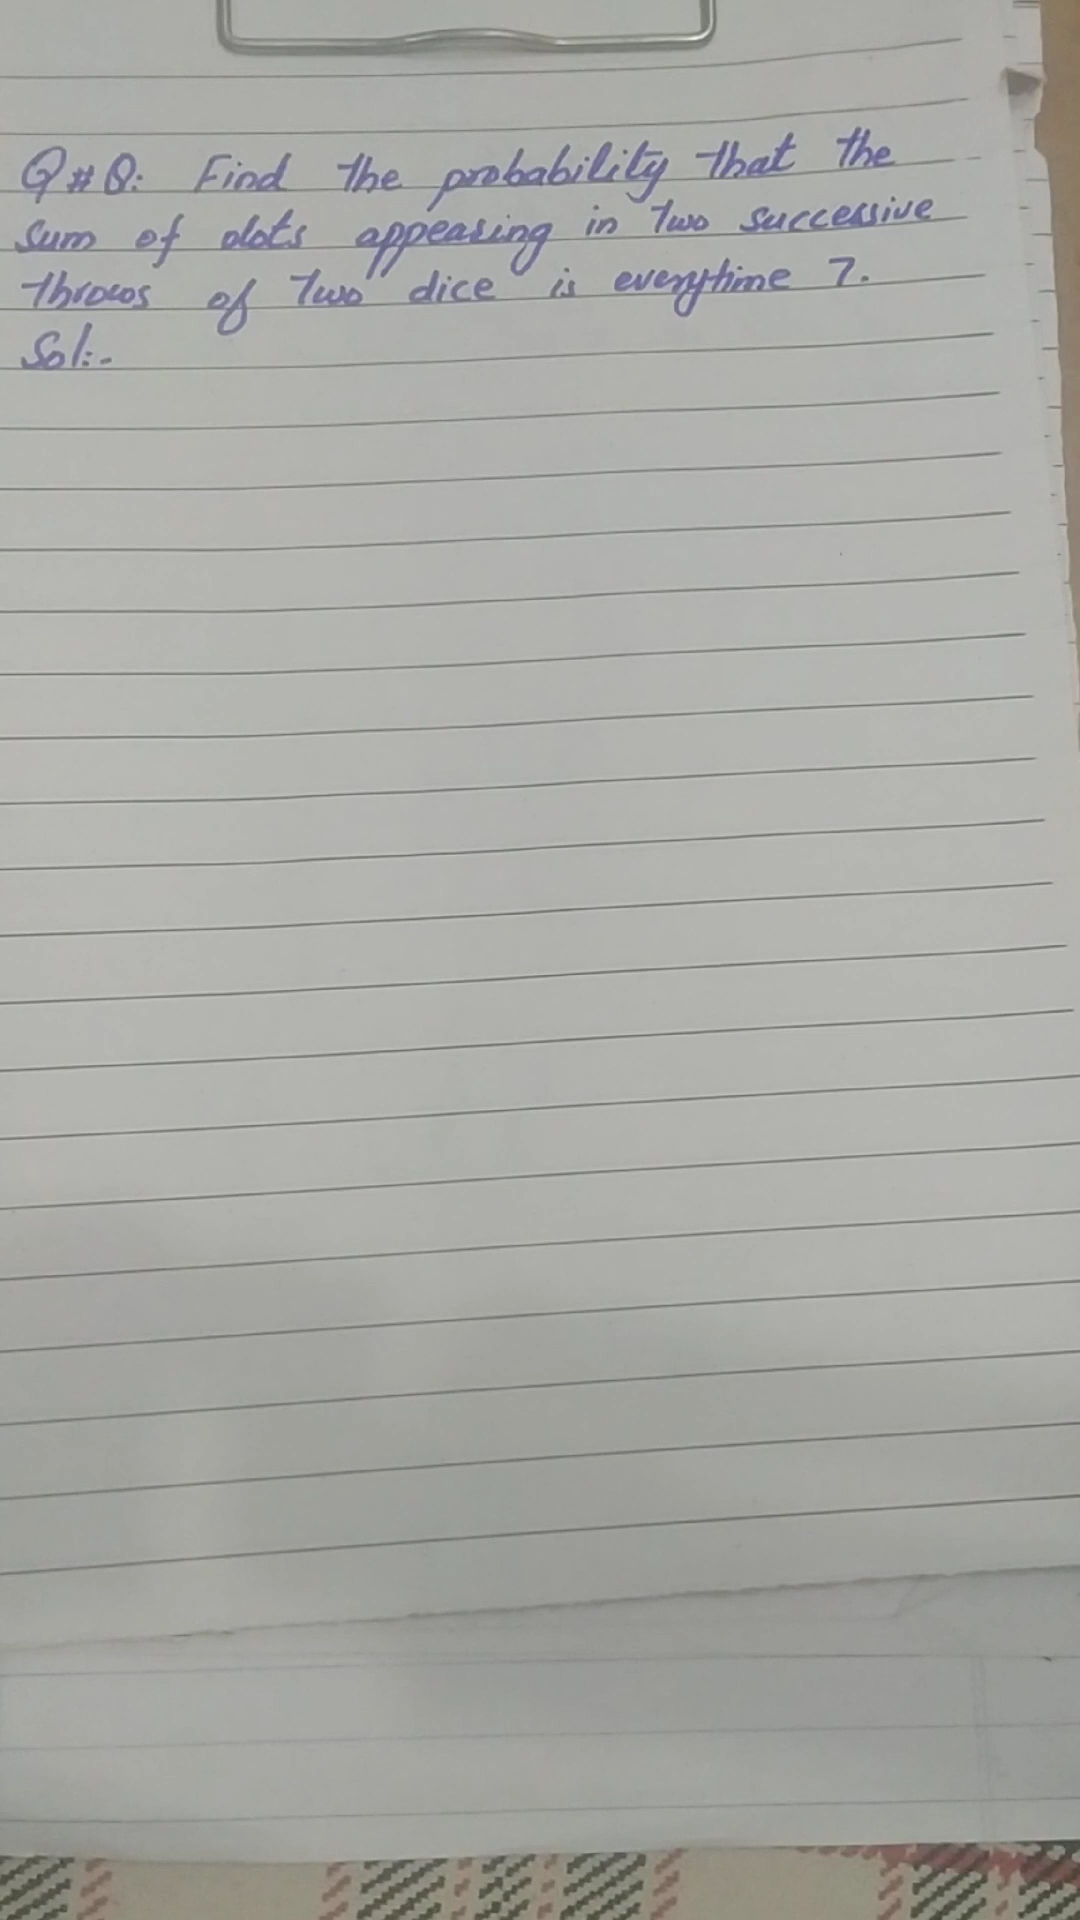 Q#8: Find the probability that the
sum of dots appearing in two successive
throws of two dice is everytime 7.
Sol:-